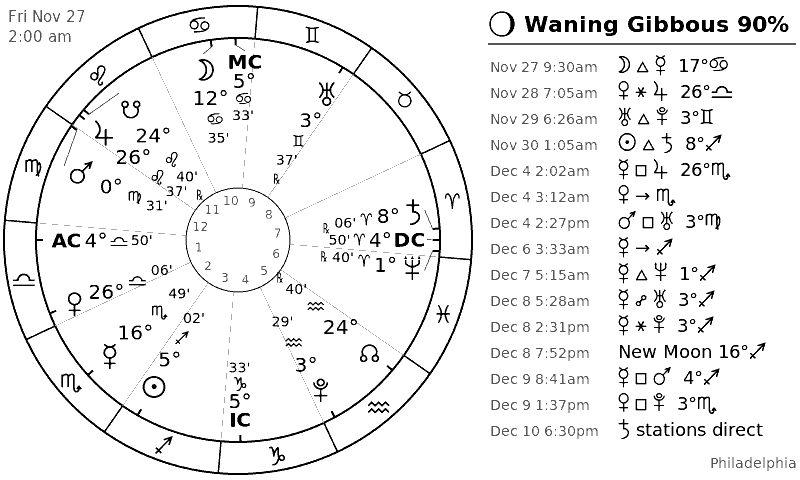 Fri Nov 27
2:00 am
☽ MC
12° 5°
♋ ♋
35' 33'
♅
3°
♊
37'
℞
☋
24°
♌
40'
♃
26°
♌
37' ℞
♂ 0° ♍ 31'
AC 4° ♎ 50'
♀ 26° ♎ 06'
☿ 16° ♏ 49'
☉ 5° ♐ 02'
33'
♑
5°
IC
29'
♒
3°
♇
℞
40'
♒
24°
☊
℞ 06' ♈ 8° ♄
50' ♈ 4° DC
℞ 40' ♈ 1° ♆
1 2 3 4 5 6 7 8 9 10 11 12
♈ ♉ ♊ ♋ ♌ ♍ ♎ ♏ ♐ ♑ ♒ ♓
Waning Gibbous 90%
Nov 27 9:30am ☽ △ ☿ 17°♋
Nov 28 7:05am ♀ ⚹ ♃ 26°♎
Nov 29 6:26am ♅ △ ♇ 3°♊
Nov 30 1:05am ☉ △ ♄ 8°♐
Dec 4 2:02am ☿ □ ♃ 26°♏
Dec 4 3:12am ♀ → ♏
Dec 4 2:27pm ♂ □ ♅ 3°♍
Dec 6 3:33am ☿ → ♐
Dec 7 5:15am ☿ △ ♆ 1°♐
Dec 8 5:28am ☿ ☍ ♅ 3°♐
Dec 8 2:31pm ☿ ⚹ ♇ 3°♐
Dec 8 7:52pm New Moon 16°♐
Dec 9 8:41am ☿ □ ♂ 4°♐
Dec 9 1:37pm ♀ □ ♇ 3°♏
Dec 10 6:30pm ♄ stations direct
Philadelphia